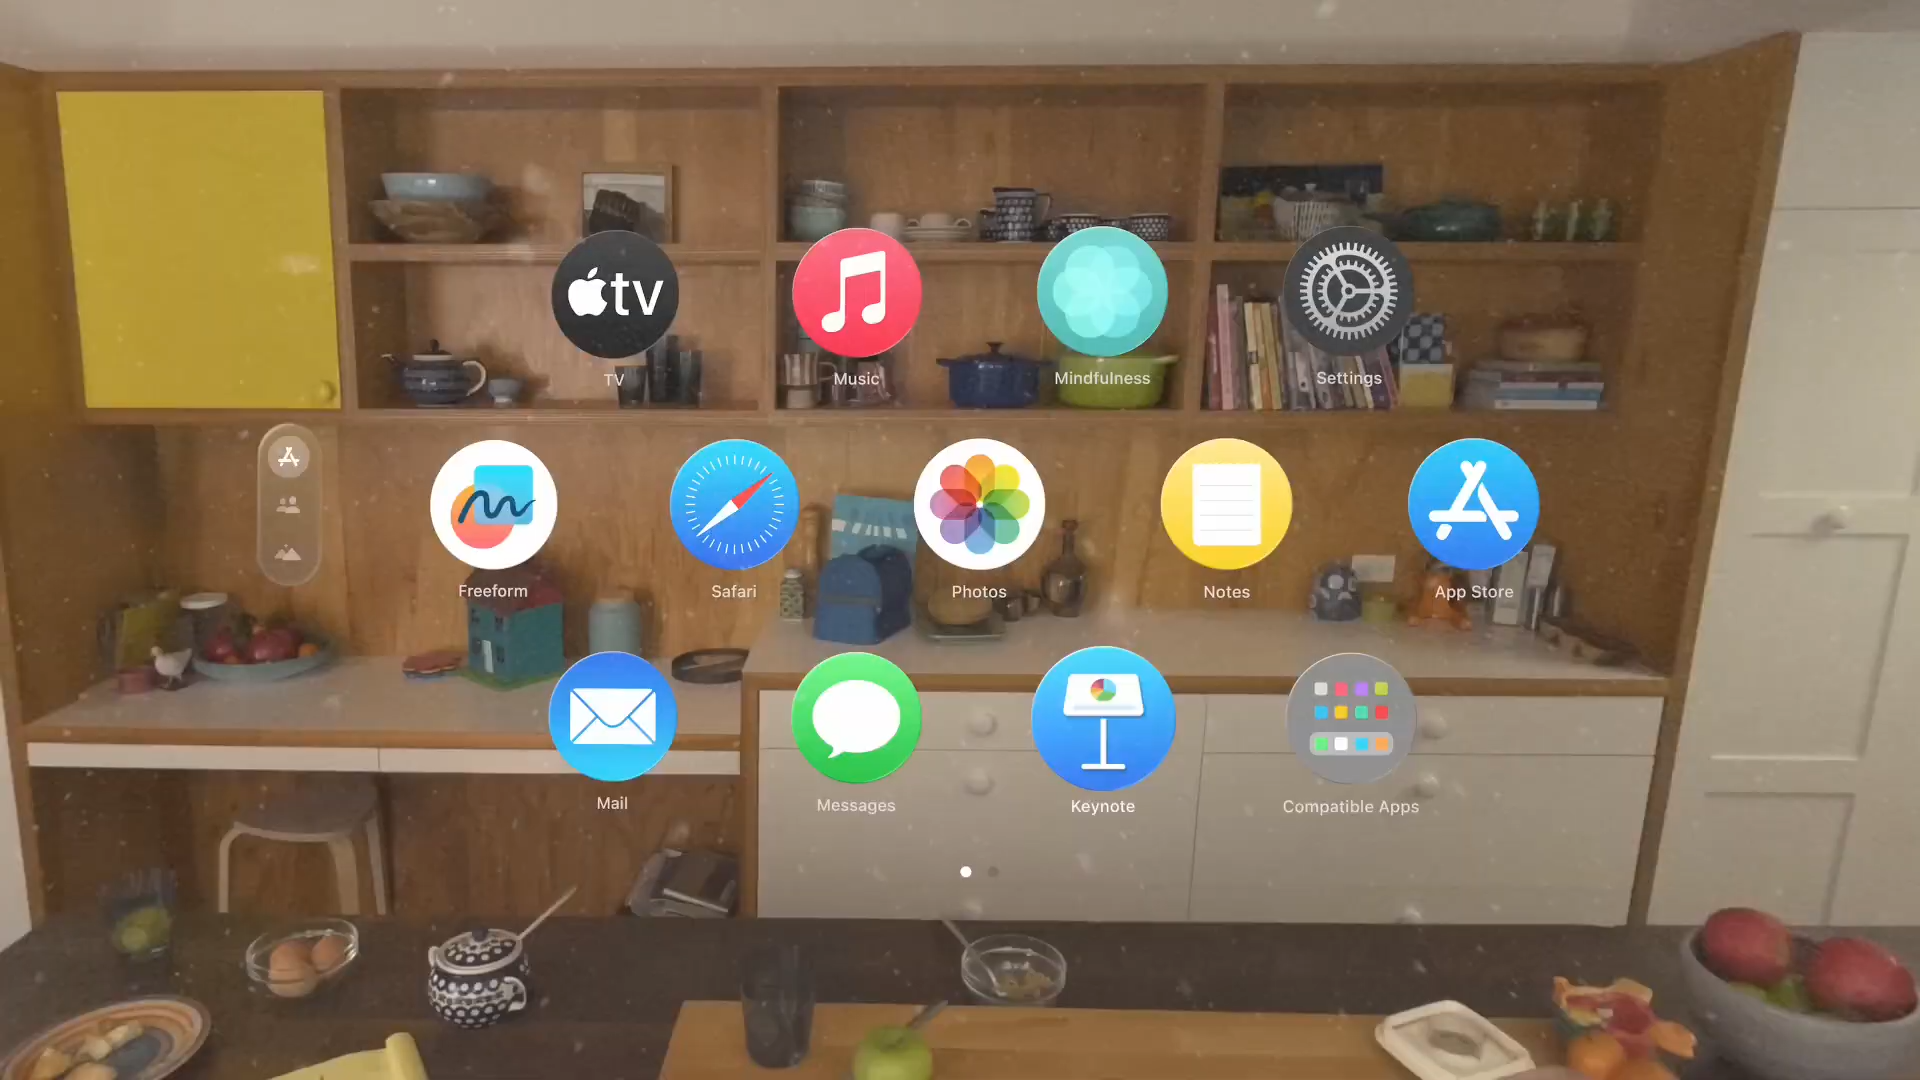 tv
TV
Music
Mindfulness
Settings
Freeform
Safari
Photos
Notes
App Store
Mail
Messages
Keynote
Compatible Apps